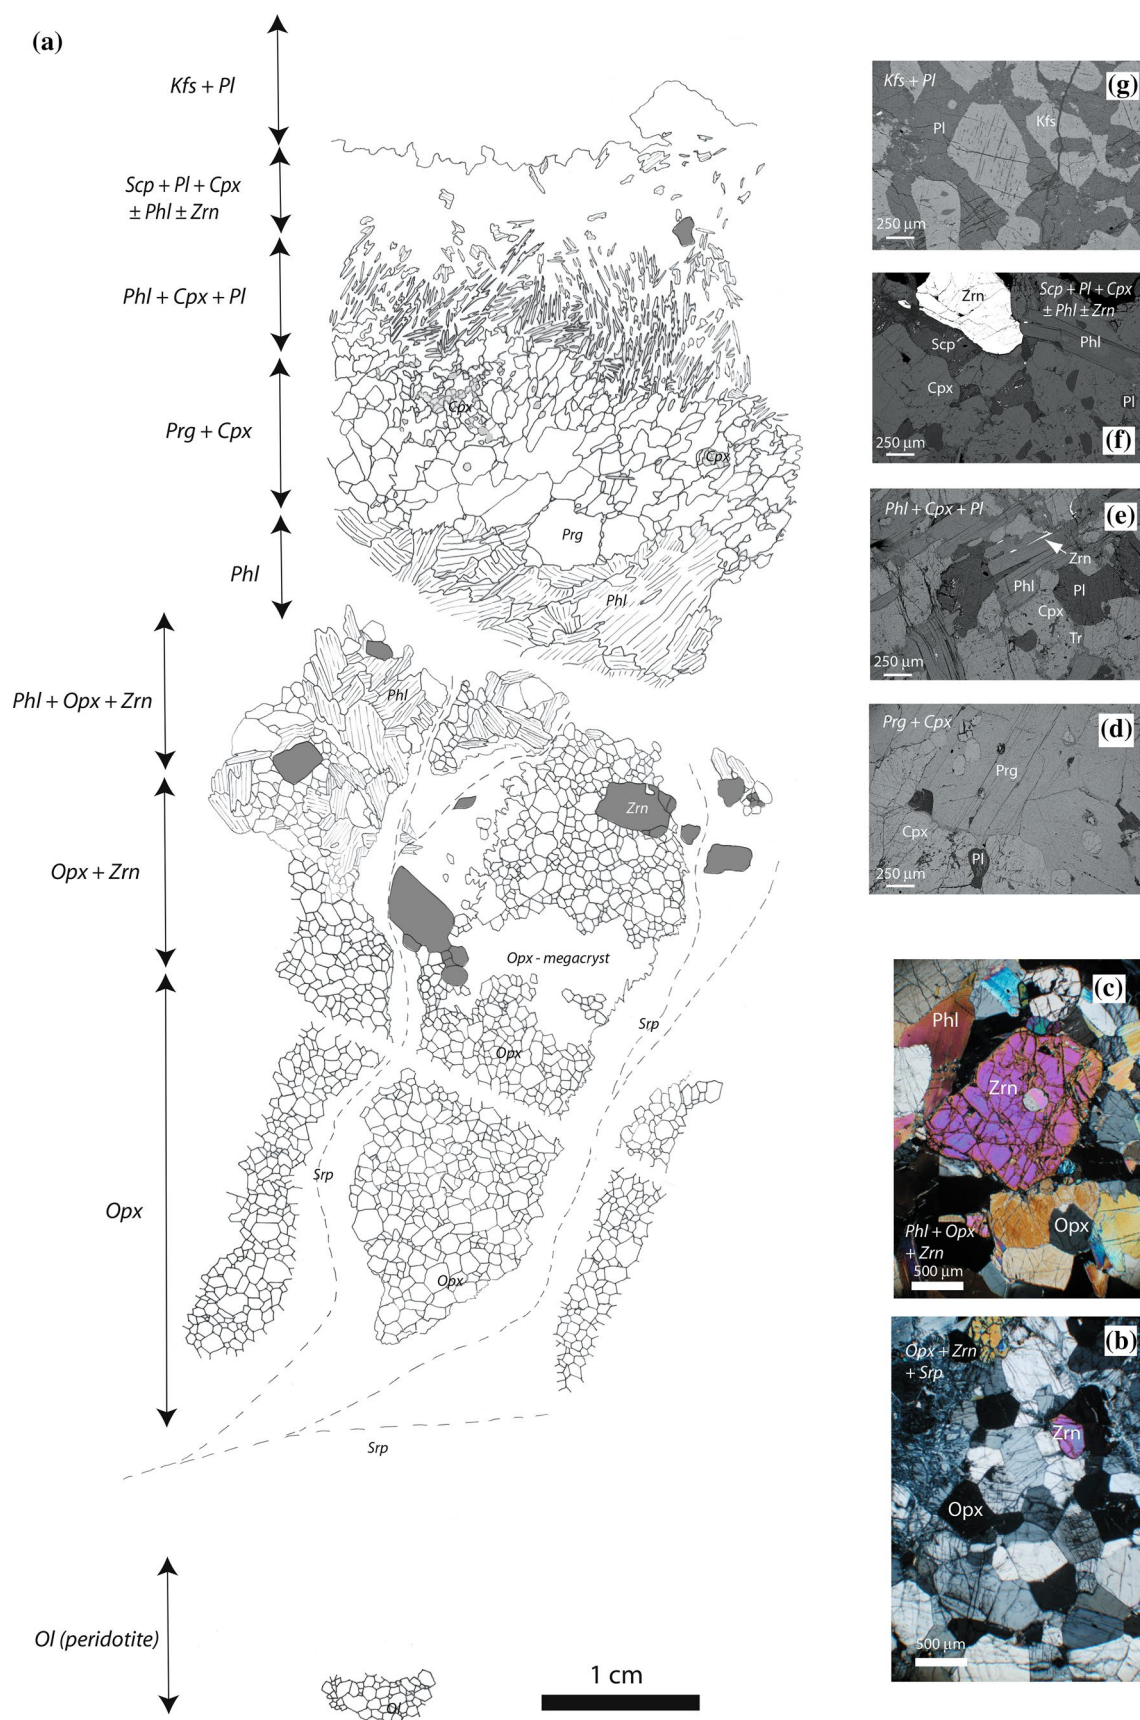 (a)
Kfs + Pl
Scp + Pl + Cpx
± Phl ± Zrn
Phl + Cpx + Pl
Prg + Cpx
Phl
Phl + Opx + Zrn
Opx + Zrn
Opx
Ol (peridotite)
Cpx
Cpx
Prg
Phl
Phl
Zrn
Opx - megacryst
Srp
Opx
Srp
Opx
Srp
Ol
1 cm
Kfs + Pl
(g)
Pl
Kfs
250 μm
Zrn
Scp + Pl + Cpx
± Phl ± Zrn
Scp
Phl
Cpx
Pl
250 μm
(f)
Phl + Cpx + Pl
(e)
Zrn
Phl
Pl
Cpx
Tr
250 μm
Prg + Cpx
(d)
Prg
Cpx
Pl
250 μm
(c)
Phl
Zrn
Opx
Phl + Opx
+ Zrn
500 μm
(b)
Opx + Zrn
+ Srp
Zrn
Opx
500 μm